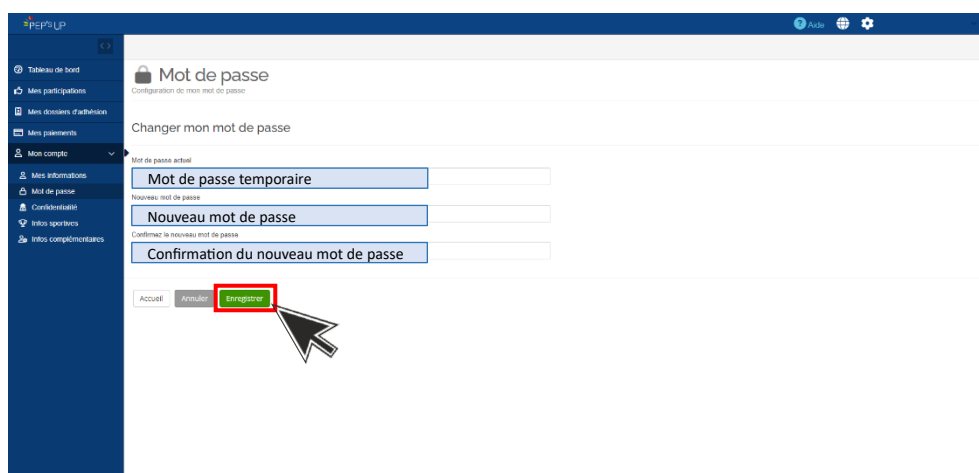 PEP'S UP
Aide
Tableau de bord
Mes participations
Mes dossiers d'adhésion
Mes paiements
Mon compte
Mes informations
Mot de passe
Confidentialité
Infos sportives
Infos complémentaires
Mot de passe
Configuration de mon mot de passe
Changer mon mot de passe
Mot de passe actuel
Mot de passe temporaire
Nouveau mot de passe
Nouveau mot de passe
Confirmez le nouveau mot de passe
Confirmation du nouveau mot de passe
Accueil Annuler Enregistrer